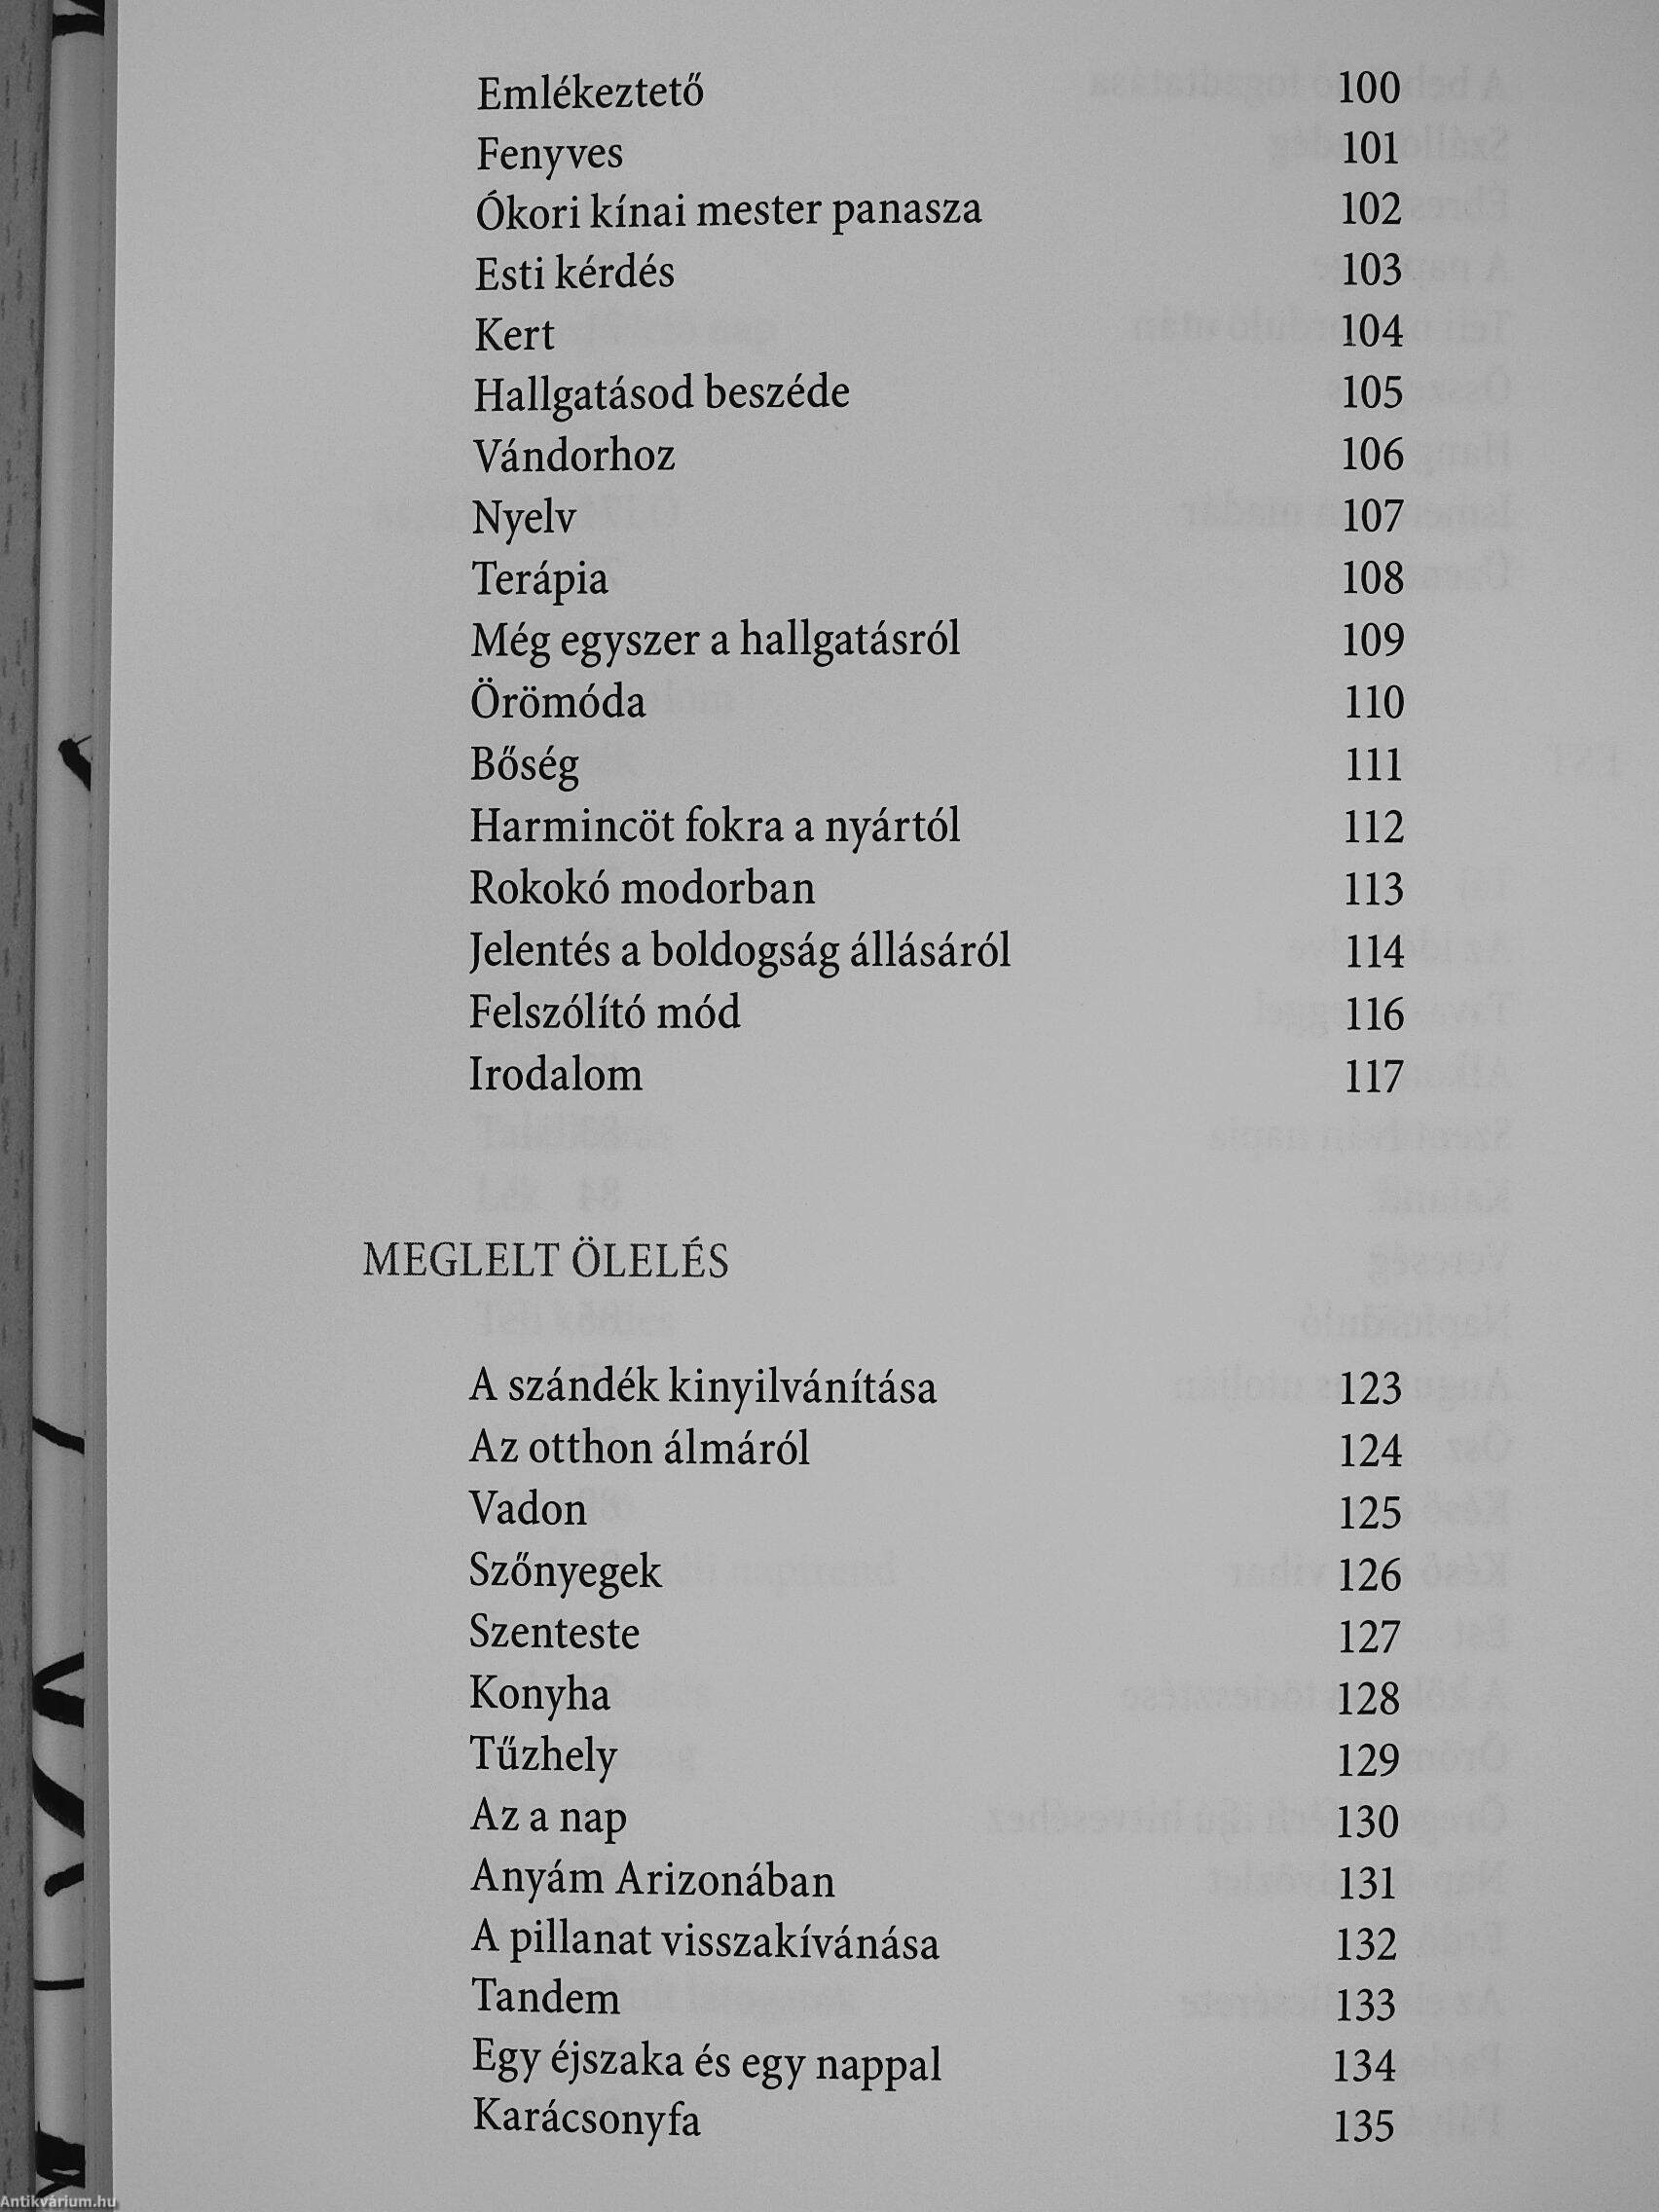 Emlékeztető 100
Fenyves 101
Ókori kínai mester panasza 102
Esti kérdés 103
Kert 104
Hallgatásod beszéde 105
Vándorhoz 106
Nyelv 107
Terápia 108
Még egyszer a hallgatásról 109
Örömóda 110
Bőség 111
Harmincöt fokra a nyártól 112
Rokokó modorban 113
Jelentés a boldogság állásáról 114
Felszólító mód 116
Irodalom 117
MEGLELT ÖLELÉS
A szándék kinyilvánítása 123
Az otthon álmáról 124
Vadon 125
Szőnyegek 126
Szenteste 127
Konyha 128
Tűzhely 129
Az a nap 130
Anyám Arizonában 131
A pillanat visszakívánása 132
Tandem 133
Egy éjszaka és egy nappal 134
Karácsonyfa 135
Antikvárium.hu